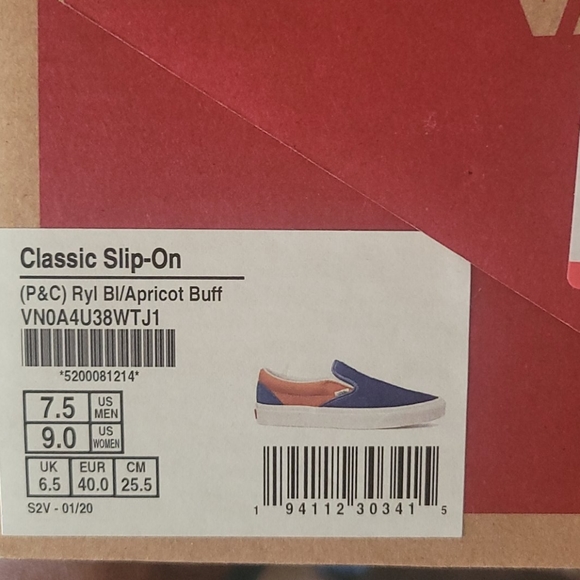 Classic Slip-On
(P&C) Ryl Bl/Apricot Buff
VN0A4U38WTJ1
*5200081214*
7.5 US MEN
9.0 US WOMEN
UK EUR CM
6.5 40.0 25.5
S2V - 01/20
1 94112 30341 5